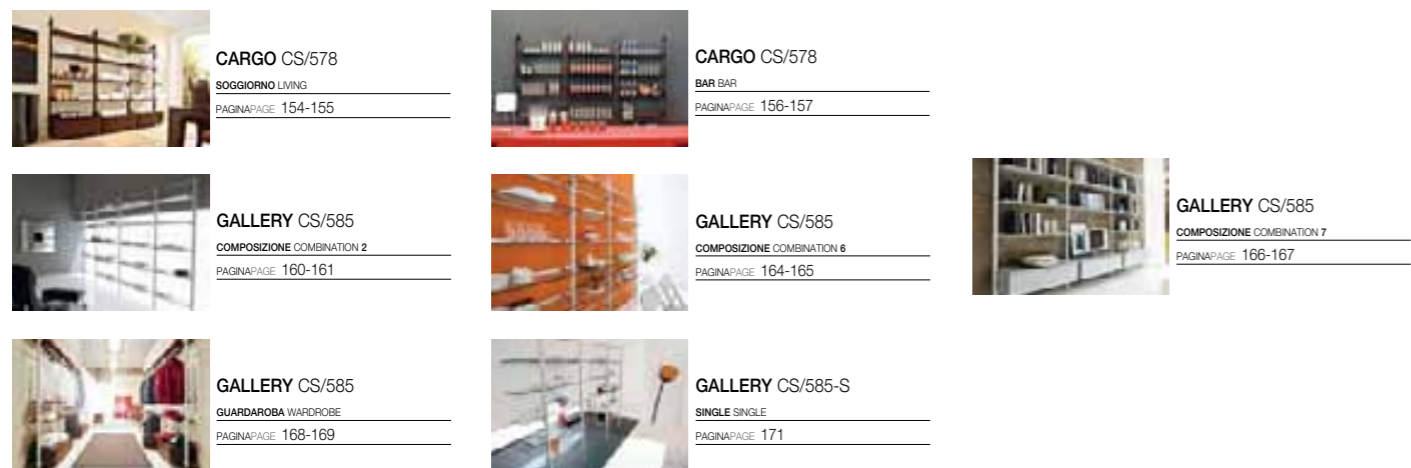 CARGO CS/578
SOGGIORNO LIVING
PAGINAPAGE 154-155
CARGO CS/578
BAR BAR
PAGINAPAGE 156-157
GALLERY CS/585
COMPOSIZIONE COMBINATION 2
PAGINAPAGE 160-161
GALLERY CS/585
COMPOSIZIONE COMBINATION 6
PAGINAPAGE 164-165
GALLERY CS/585
COMPOSIZIONE COMBINATION 7
PAGINAPAGE 166-167
GALLERY CS/585
GUARDAROBA WARDROBE
PAGINAPAGE 168-169
GALLERY CS/585-S
SINGLE SINGLE
PAGINAPAGE 171